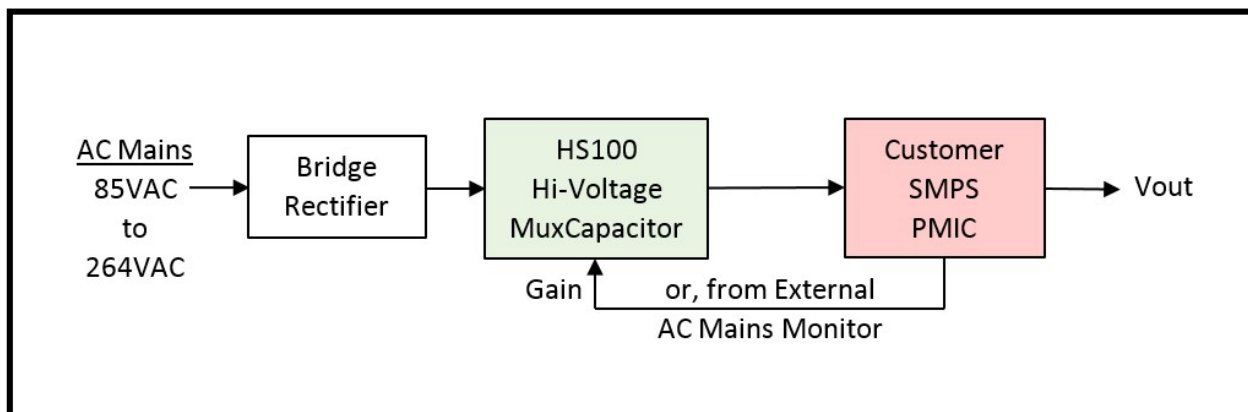 AC Mains
85VAC
to
264VAC
Bridge
Rectifier
HS100
Hi-Voltage
MuxCapacitor
Customer
SMPS
PMIC
Vout
Gain
or, from External
AC Mains Monitor